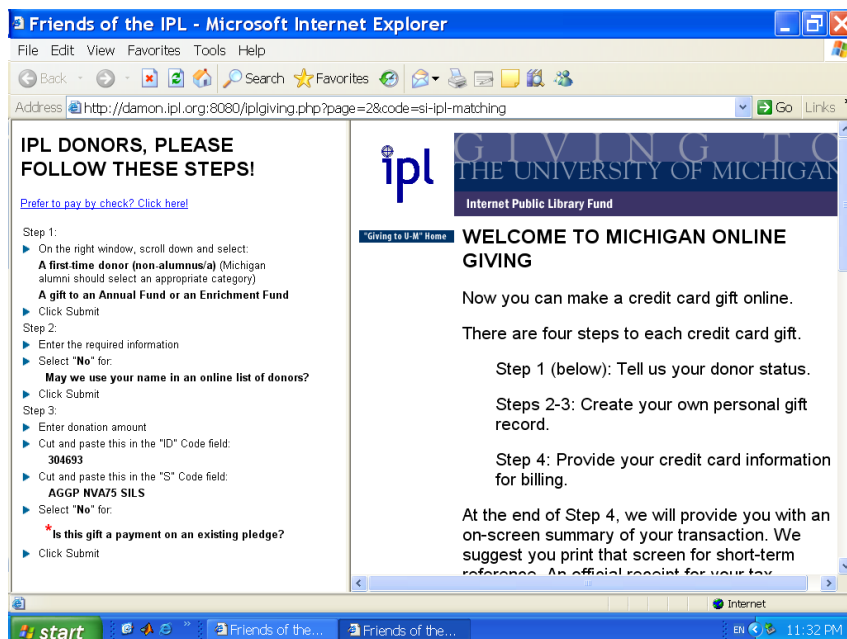 Friends of the IPL - Microsoft Internet Explorer
File Edit View Favorites Tools Help
Back Search Favorites
Address http://damon.ipl.org:8080/iplgiving.php?page=2&code=si-ipl-matching Go Links
IPL DONORS, PLEASE
FOLLOW THESE STEPS!
Prefer to pay by check? Click here!
Step 1:
On the right window, scroll down and select:
A first-time donor (non-alumnus/a) (Michigan
alumni should select an appropriate category)
A gift to an Annual Fund or an Enrichment Fund
Click Submit
Step 2:
Enter the required information
Select "No" for:
May we use your name in an online list of donors?
Click Submit
Step 3:
Enter donation amount
Cut and paste this in the "ID" Code field:
304693
Cut and paste this in the "S" Code field:
AGGP NVA75 SILS
Select "No" for:
*Is this gift a payment on an existing pledge?
Click Submit
ipl
GIVING TO
THE UNIVERSITY OF MICHIGAN
Internet Public Library Fund
"Giving to U-M" Home
WELCOME TO MICHIGAN ONLINE
GIVING
Now you can make a credit card gift online.
There are four steps to each credit card gift.
Step 1 (below): Tell us your donor status.
Steps 2-3: Create your own personal gift
record.
Step 4: Provide your credit card information
for billing.
At the end of Step 4, we will provide you with an
on-screen summary of your transaction. We
suggest you print that screen for short-term
reference. An official receipt for your tax
Internet
start Friends of the... Friends of the... EN 11:32 PM